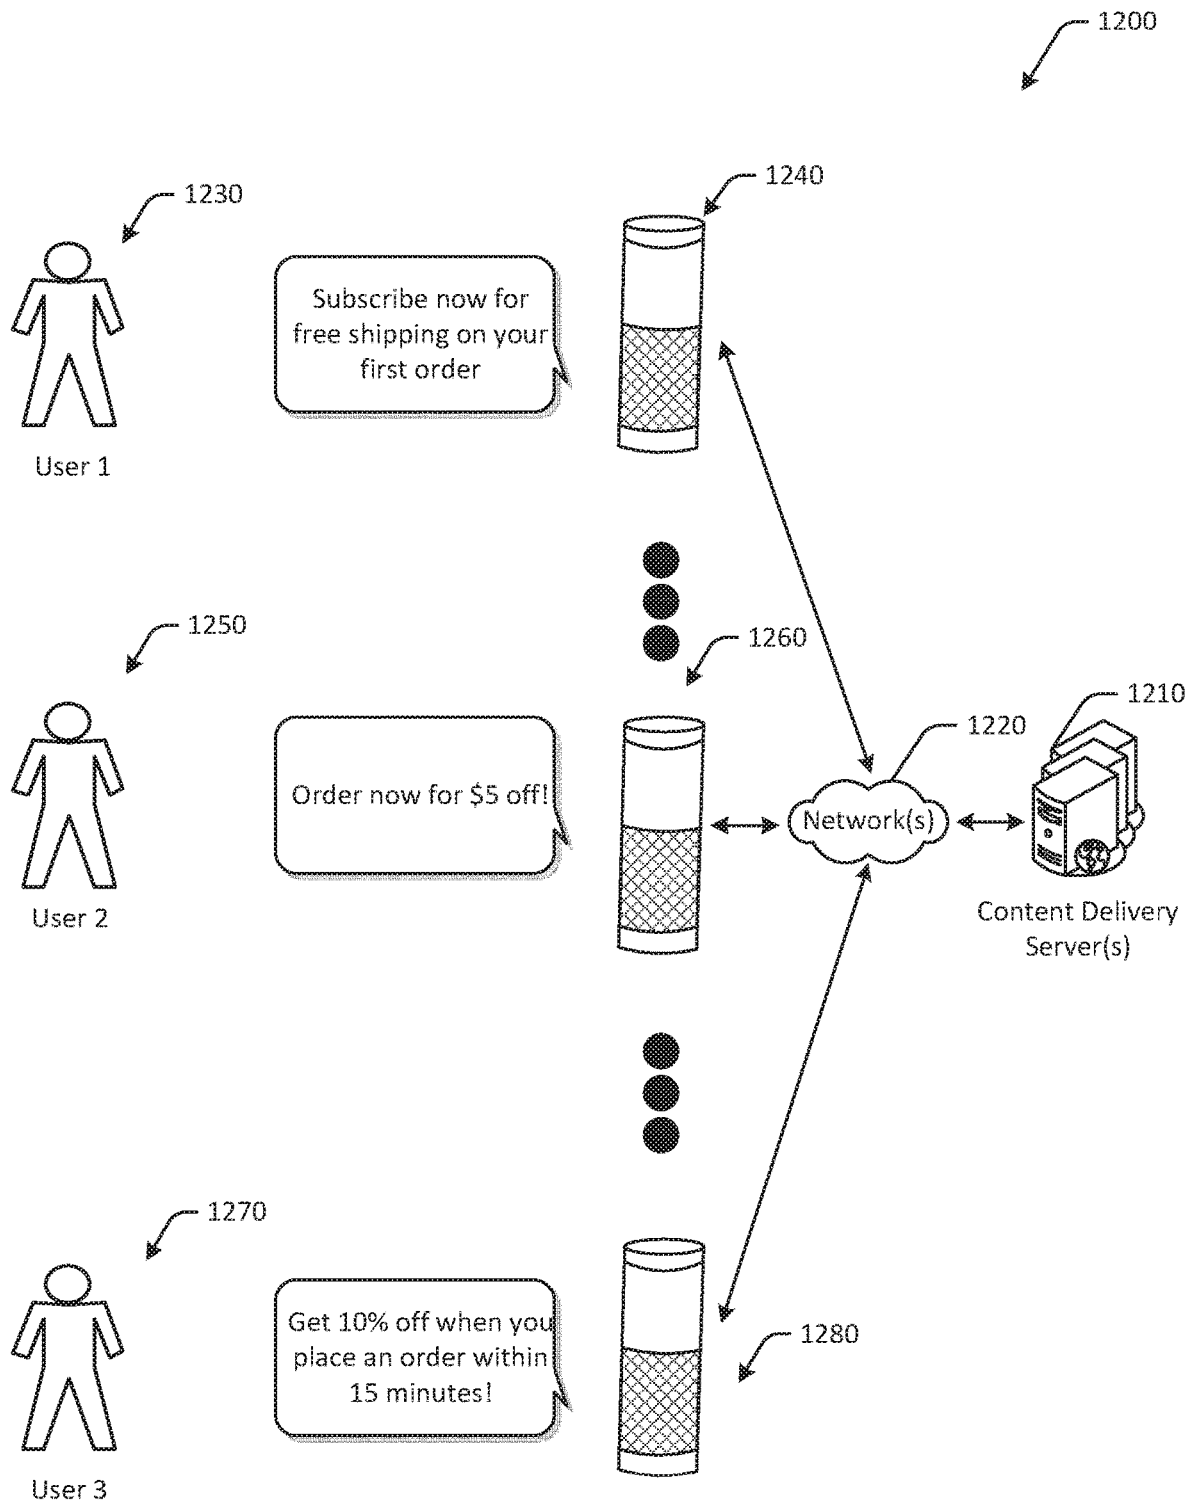 1200
1230
1240
Subscribe now for
free shipping on your
first order
User 1
1250
1260
1210
1220
Order now for $5 off!
Network(s)
User 2
Content Delivery
Server(s)
1270
Get 10% off when you
place an order within
15 minutes!
1280
User 3